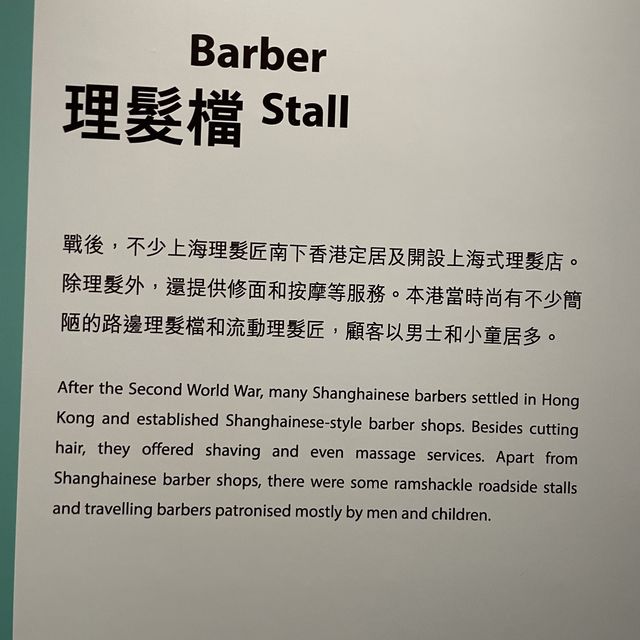 Barber
理髮檔 Stall
戰後，不少上海理髮匠南下香港定居及開設上海式理髮店。
除理髮外，還提供修面和按摩等服務。本港當時尚有不少簡
陋的路邊理髮檔和流動理髮匠，顧客以男士和小童居多。
After the Second World War, many Shanghainese barbers settled in Hong
Kong and established Shanghainese-style barber shops. Besides cutting
hair, they offered shaving and even massage services. Apart from
Shanghainese barber shops, there were some ramshackle roadside stalls
and travelling barbers patronised mostly by men and children.